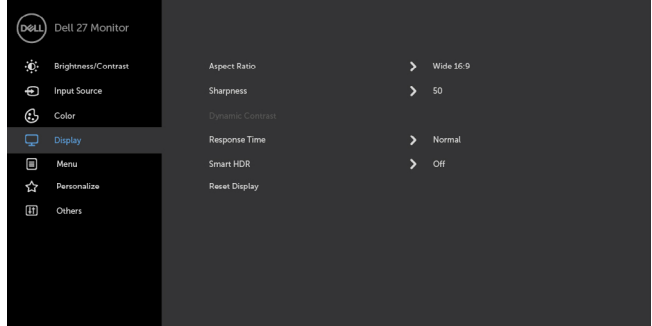 DELL Dell 27 Monitor
Brightness/Contrast
Input Source
Color
Display
Menu
Personalize
Others
Aspect Ratio Wide 16:9
Sharpness 50
Dynamic Contrast
Response Time Normal
Smart HDR Off
Reset Display